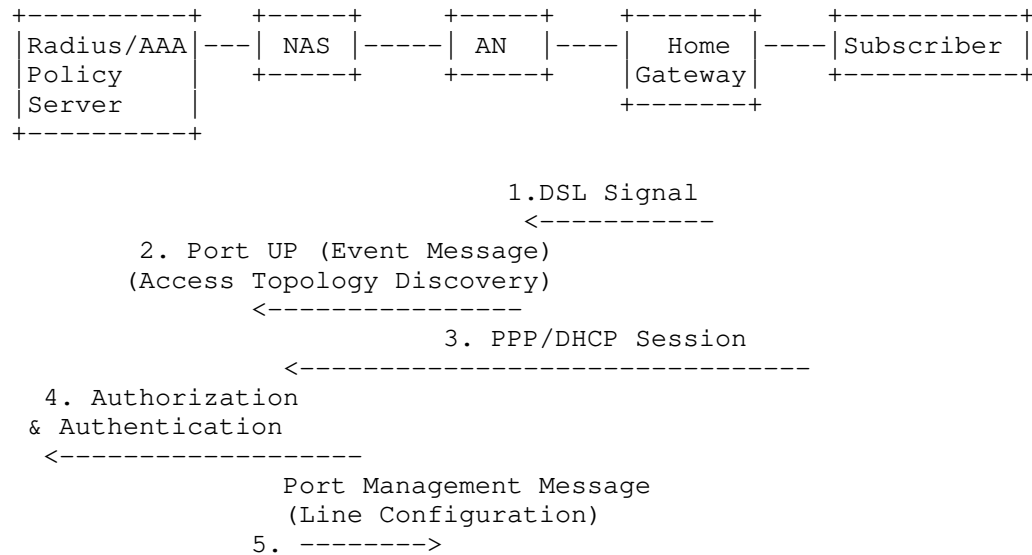 +----------+    +-----+     +-----+    +-------+     +-----------+
|Radius/AAA|---| NAS |-----| AN  |----|  Home |----|Subscriber |
|Policy    |    +-----+     +-----+    |Gateway|     +-----------+
|Server    |                           +-------+
+----------+
1.DSL Signal
<-----------
2. Port UP (Event Message)
(Access Topology Discovery)
<----------------
3. PPP/DHCP Session
<--------------------------------
4. Authorization
& Authentication
<-------------------
Port Management Message
(Line Configuration)
5. -------->